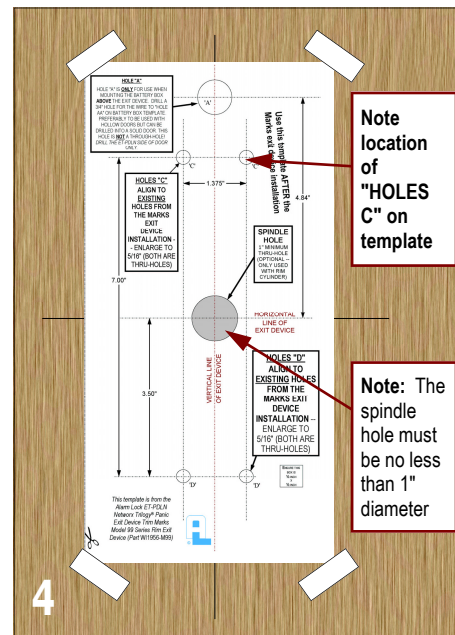 HOLE "A"
HOLE "A" IS ONLY FOR USE WHEN
MOUNTING THE BATTERY BOX
ABOVE THE EXIT DEVICE. DRILL A
3/4" HOLE FOR THE WIRE TO "HOLE
AA" ON BATTERY BOX TEMPLATE.
PREFERABLY TO BE USED WITH
HOLLOW DOORS BUT CAN BE
DRILLED INTO A SOLID DOOR. THIS
HOLE IS NOT A THROUGH-HOLE!
DRILL THE ET-PDLN SIDE OF DOOR
ONLY
'A'
Use this template AFTER the
Marks exit device installation
Note
location
of
"HOLES
C" on
template
'C'
'C'
HOLES "C"
ALIGN TO
EXISTING
HOLES FROM
THE MARKS
EXIT
DEVICE
INSTALLATION -
- ENLARGE TO
5/16" (BOTH ARE
THRU-HOLES)
1.375"
4.84"
SPINDLE
HOLE
1" MINIMUM
THRU-HOLE
(OPTIONAL --
ONLY USED
WITH RIM
CYLINDER)
7.00"
HORIZONTAL
LINE OF
EXIT DEVICE
VERTICAL LINE
OF EXIT DEVICE
3.50"
HOLES "D"
ALIGN TO
EXISTING HOLES
FROM THE
MARKS EXIT
DEVICE
INSTALLATION --
ENLARGE TO
5/16" (BOTH ARE
THRU-HOLES)
Note: The
spindle
hole must
be no less
than 1"
diameter
'D'
'D'
This template is from the
Alarm Lock ET-PDLN
Networx Trilogy® Panic
Exit Device Trim Marks
Model 99 Series Rim Exit
Device (Part WI1956-M99)
4